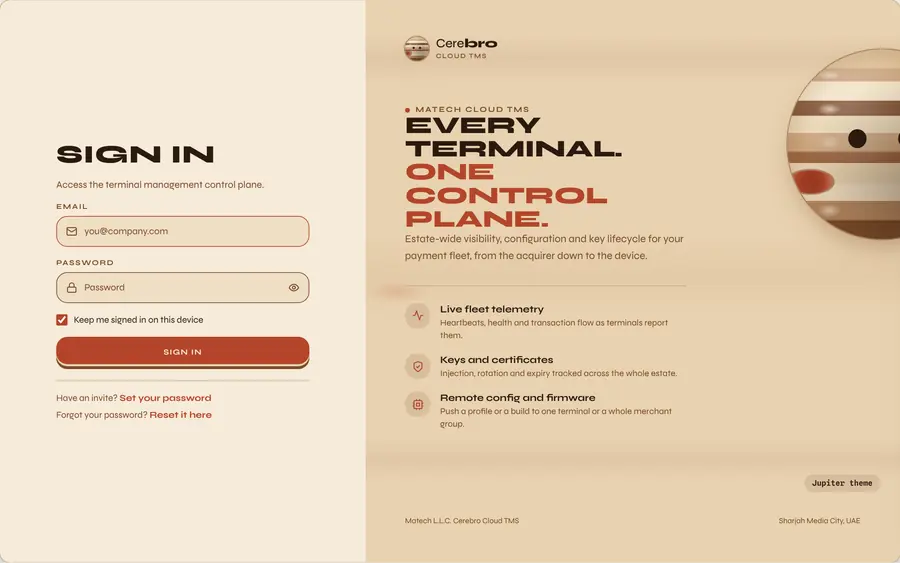 SIGN IN
Access the terminal management control plane.
EMAIL
you@company.com
PASSWORD
Password
Keep me signed in on this device
SIGN IN
Have an invite? Set your password
Forgot your password? Reset it here
Cerebro
CLOUD TMS
MATECH CLOUD TMS
EVERY
TERMINAL.
ONE
CONTROL
PLANE.
Estate-wide visibility, configuration and key lifecycle for your
payment fleet, from the acquirer down to the device.
Live fleet telemetry
Heartbeats, health and transaction flow as terminals report
them.
Keys and certificates
Injection, rotation and expiry tracked across the whole estate.
Remote config and firmware
Push a profile or a build to one terminal or a whole merchant
group.
Jupiter theme
Matech L.L.C. Cerebro Cloud TMS
Sharjah Media City, UAE